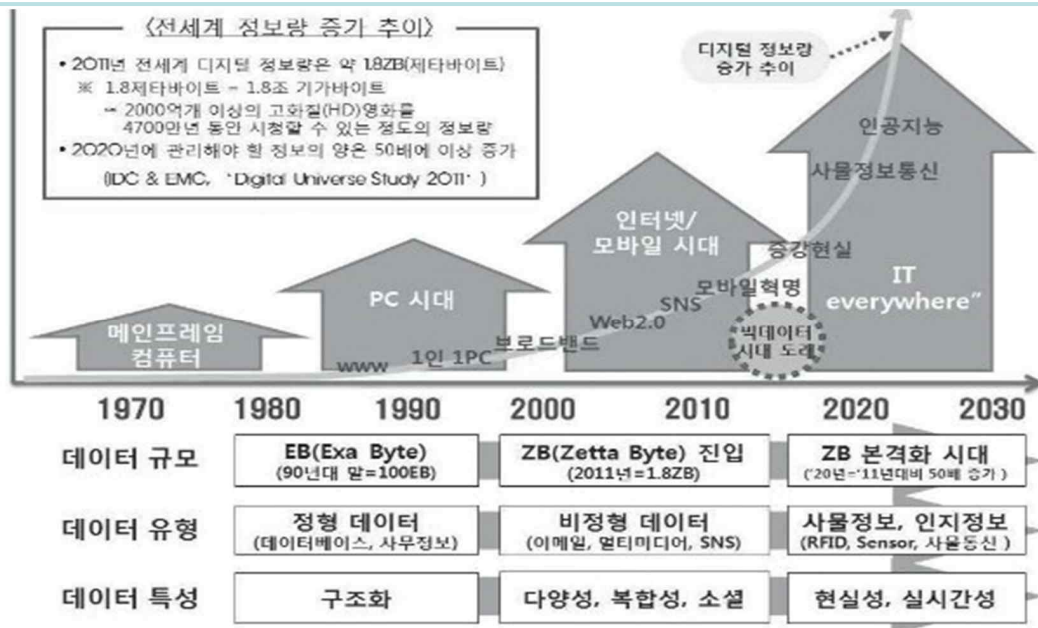 〈전세계 정보량 증가 추이〉
• 2011년 전세계 디지털 정보량은 약 1.8ZB(제타바이트)
※ 1.8제타바이트 = 1.8조 기가바이트
= 2000억개 이상의 고화질(HD)영화를
4700만년 동안 시청할 수 있는 정도의 정보량
• 2020년에 관리해야 할 정보의 양은 50배에 이상 증가
(IDC & EMC, 'Digital Universe Study 2011' )
디지털 정보량
증가 추이
인공지능
사물정보통신
증강현실
모바일혁명
SNS
Web2.0
브로드밴드
1인 1PC
www
메인프레임
컴퓨터
PC 시대
인터넷/
모바일 시대
IT
everywhere"
빅데이터
시대 도래
1970 1980 1990 2000 2010 2020 2030
데이터 규모
EB(Exa Byte)
(90년대 말=100EB)
ZB(Zetta Byte) 진입
(2011년=1.8ZB)
ZB 본격화 시대
('20년='11년대비 50배 증가 )
데이터 유형
정형 데이터
(데이터베이스, 사무정보)
비정형 데이터
(이메일, 멀티미디어, SNS)
사물정보, 인지정보
(RFID, Sensor, 사물통신 )
데이터 특성
구조화
다양성, 복합성, 소셜
현실성, 실시간성